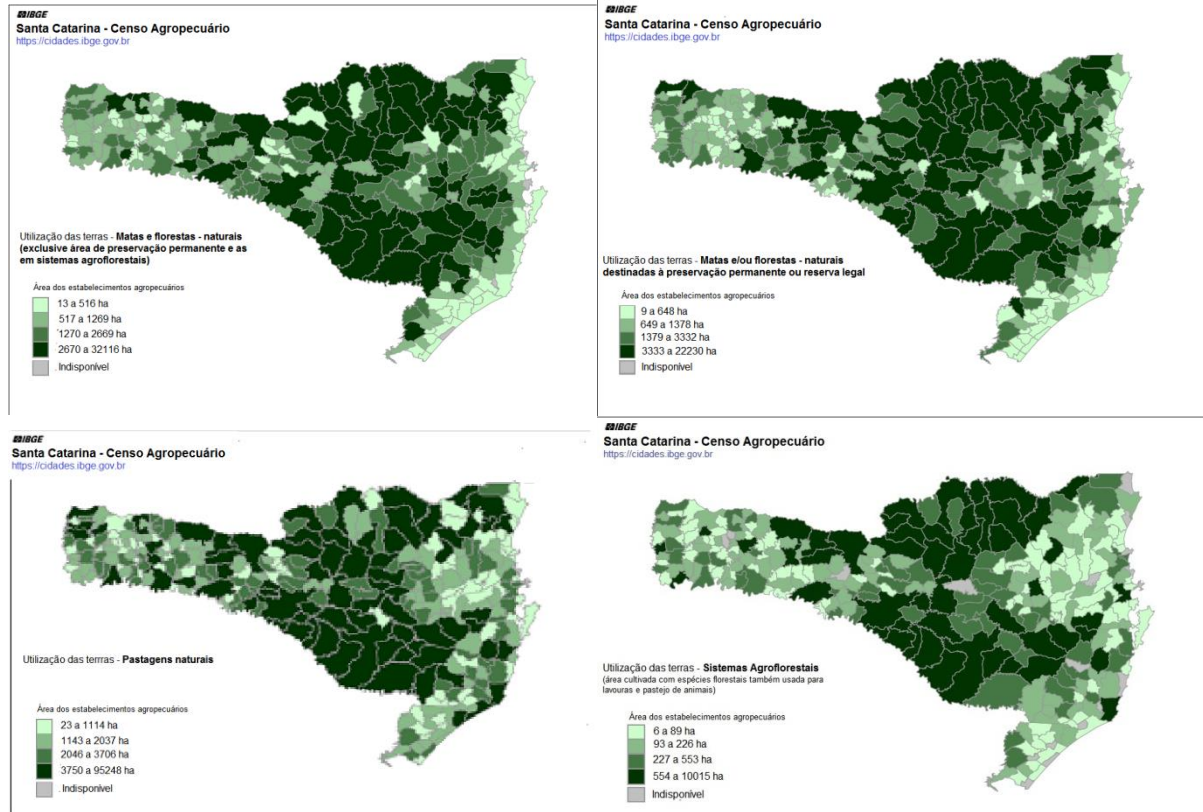 IBGE
Santa Catarina - Censo Agropecuário
https://cidades.ibge.gov.br
Utilização das terras - Matas e florestas - naturais
(exclusive área de preservação permanente e as
em sistemas agroflorestais)
Área dos estabelecimentos agropecuários
13 a 516 ha
517 a 1269 ha
1270 a 2669 ha
2670 a 32116 ha
Indisponível
IBGE
Santa Catarina - Censo Agropecuário
https://cidades.ibge.gov.br
Utilização das terras - Matas e/ou florestas - naturais
destinadas à preservação permanente ou reserva legal
Área dos estabelecimentos agropecuários
9 a 648 ha
649 a 1378 ha
1379 a 3332 ha
3333 a 22230 ha
Indisponível
IBGE
Santa Catarina - Censo Agropecuário
https://cidades.ibge.gov.br
Utilização das terrras - Pastagens naturais
Área dos estabelecimentos agropecuários
23 a 1114 ha
1143 a 2037 ha
2046 a 3706 ha
3750 a 95248 ha
Indisponível
IBGE
Santa Catarina - Censo Agropecuário
https://cidades.ibge.gov.br
Utilização das terras - Sistemas Agroflorestais
(área cultivada com espécies florestais também usada para
lavouras e pastejo de animais)
Área dos estabelecimentos agropecuários
6 a 89 ha
93 a 226 ha
227 a 553 ha
554 a 10015 ha
Indisponível